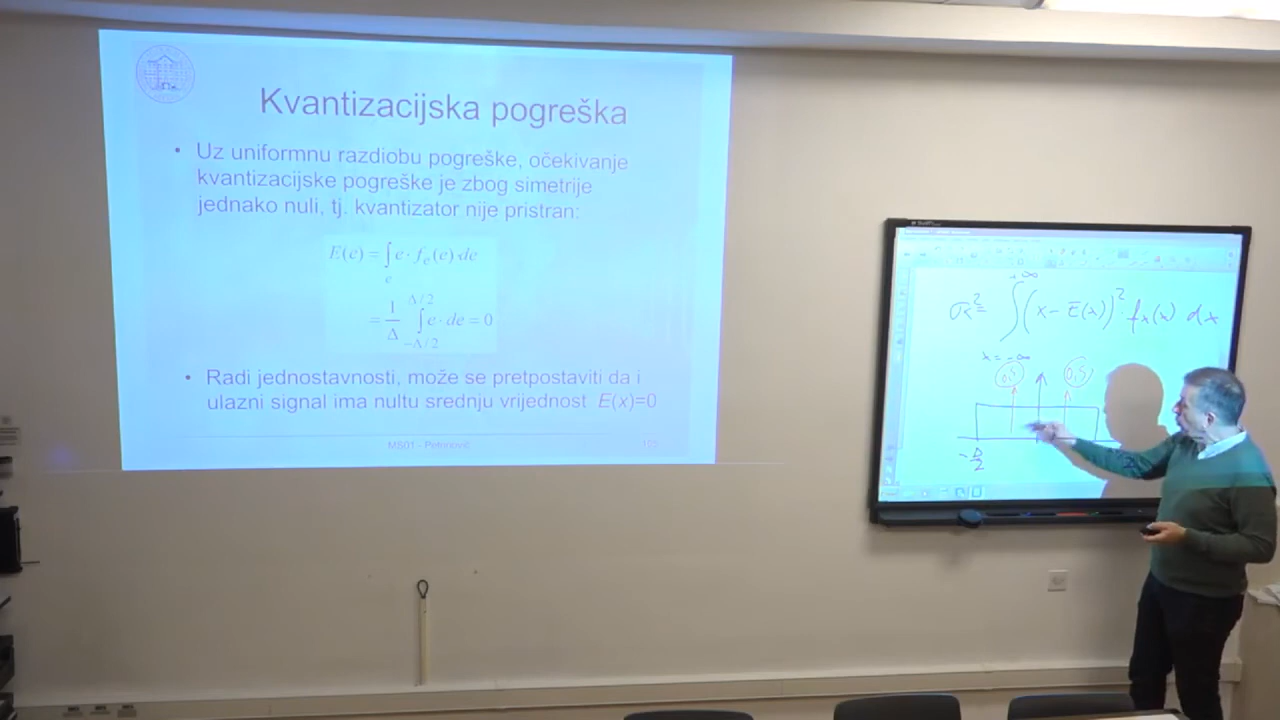 Kvantizacijska pogreška
• Uz uniformnu razdiobu pogreške, očekivanje
kvantizacijske pogreške je zbog simetrije
jednako nuli, tj. kvantizator nije pristran:
E(e) = ∫ e · fₑ(e) · de
e
= 1/Δ ∫ e · de = 0
Δ/2
-Δ/2
• Radi jednostavnosti, može se pretpostaviti da i
ulazni signal ima nultu srednju vrijednost E(x)=0
MS01 - Petrinović
+∞
σₓ² = ∫ (x - E(x))² fₓ(x) dx
x = -∞
0,5 0,5
-Δ/2